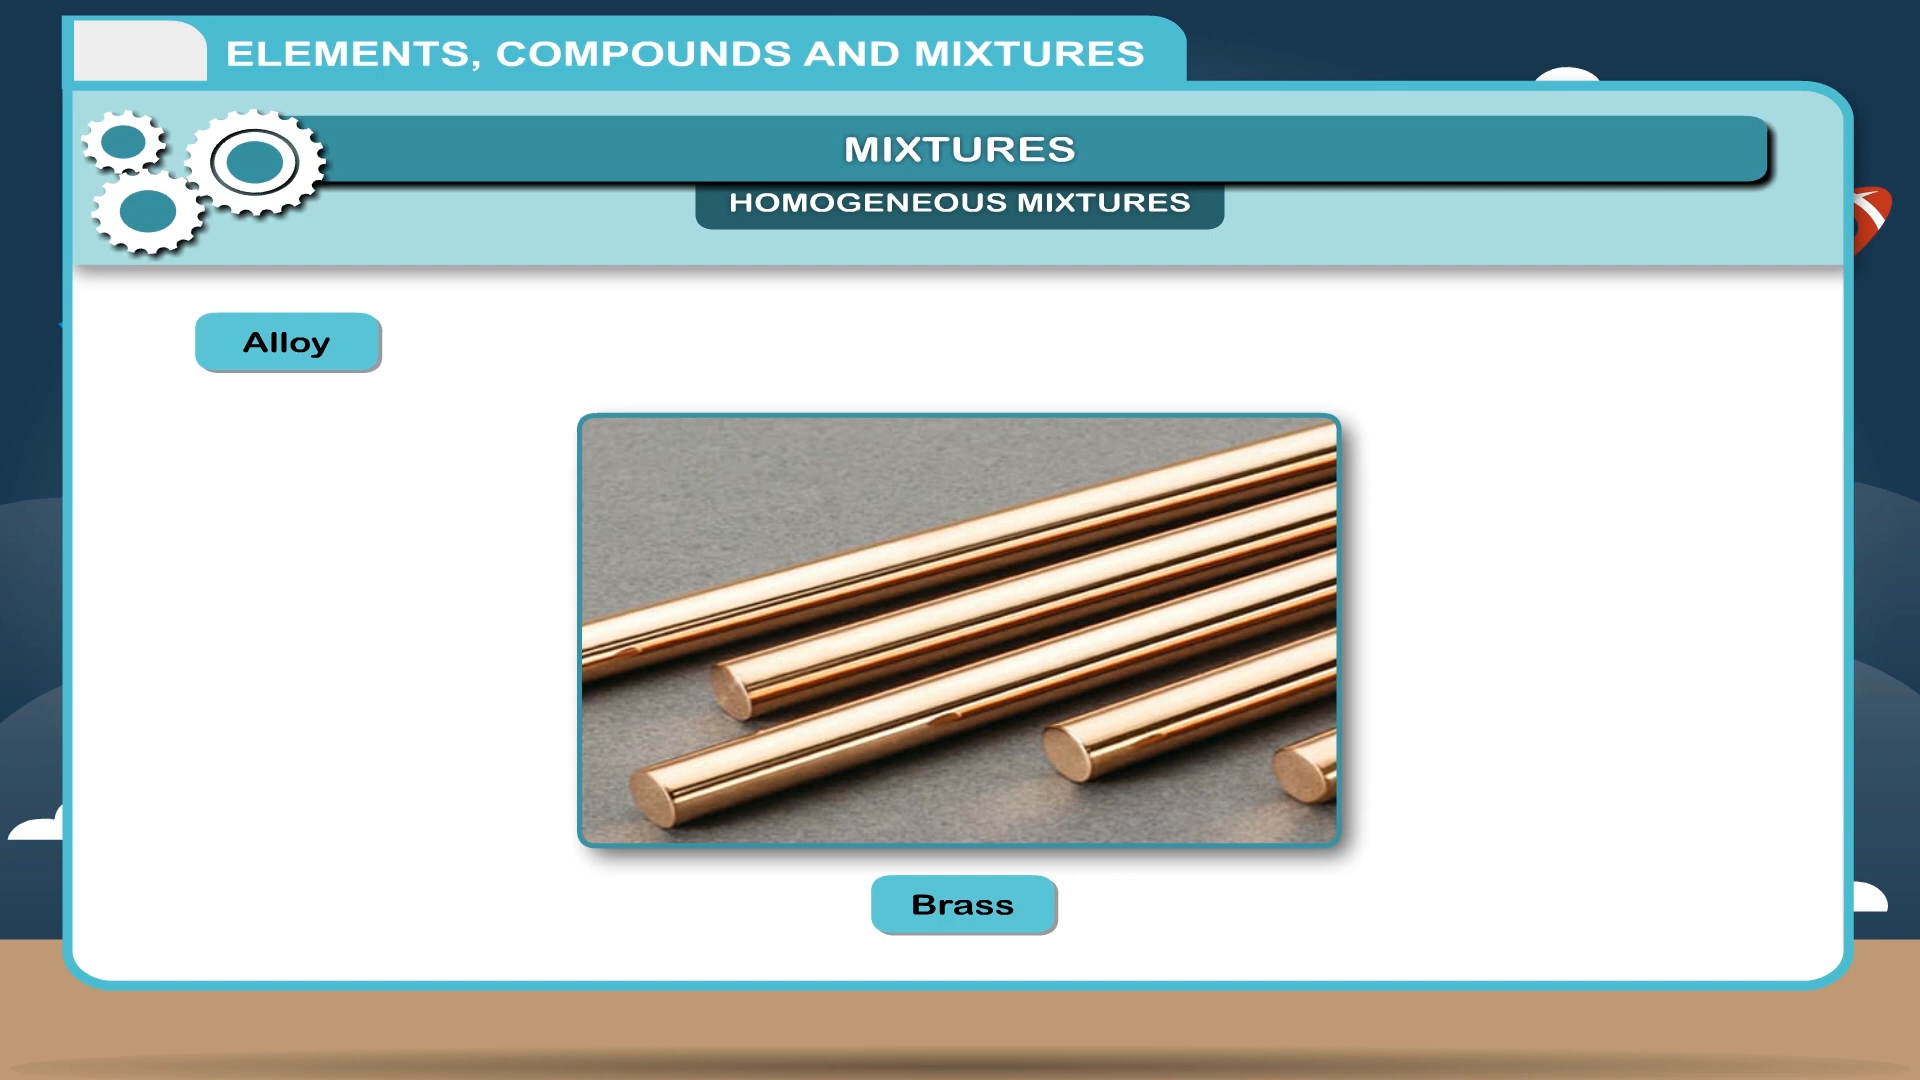 ELEMENTS, COMPOUNDS AND MIXTURES
MIXTURES
HOMOGENEOUS MIXTURES
Alloy
Brass